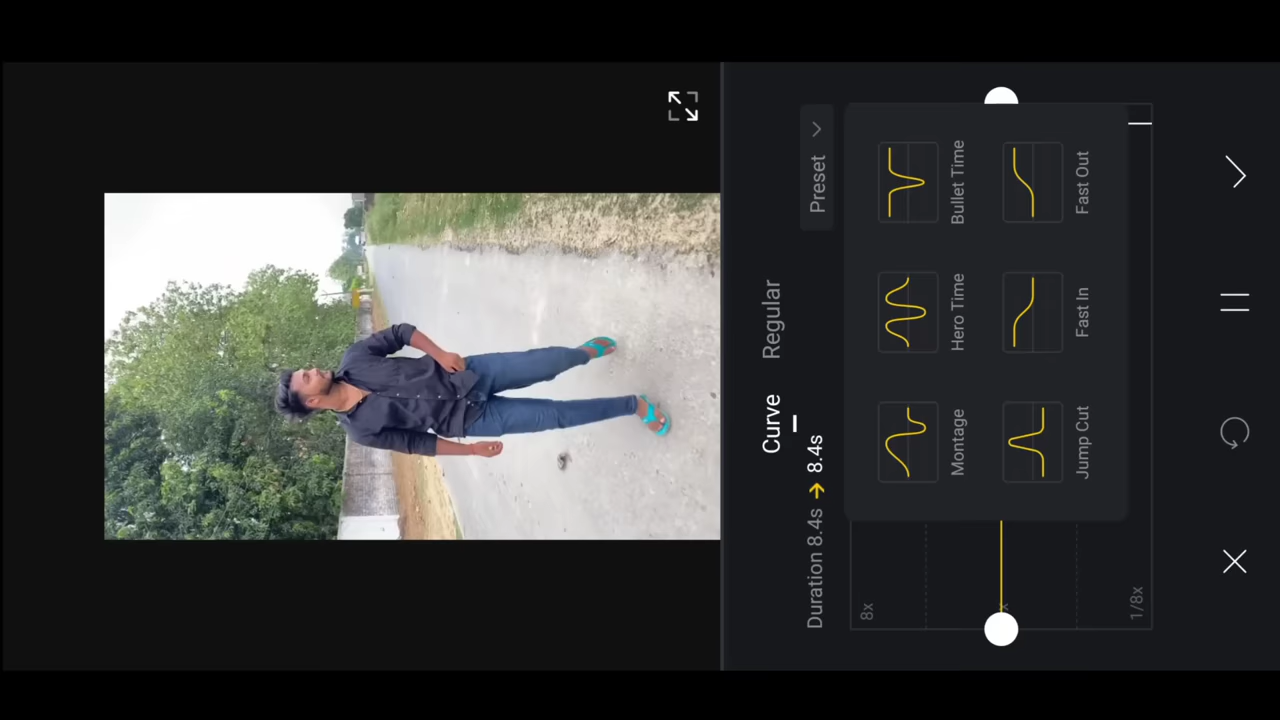 Curve Regular
Duration 8.4s → 8.4s
Preset
8x
Montage Hero Time Bullet Time
Jump Cut Fast In Fast Out
1/8x